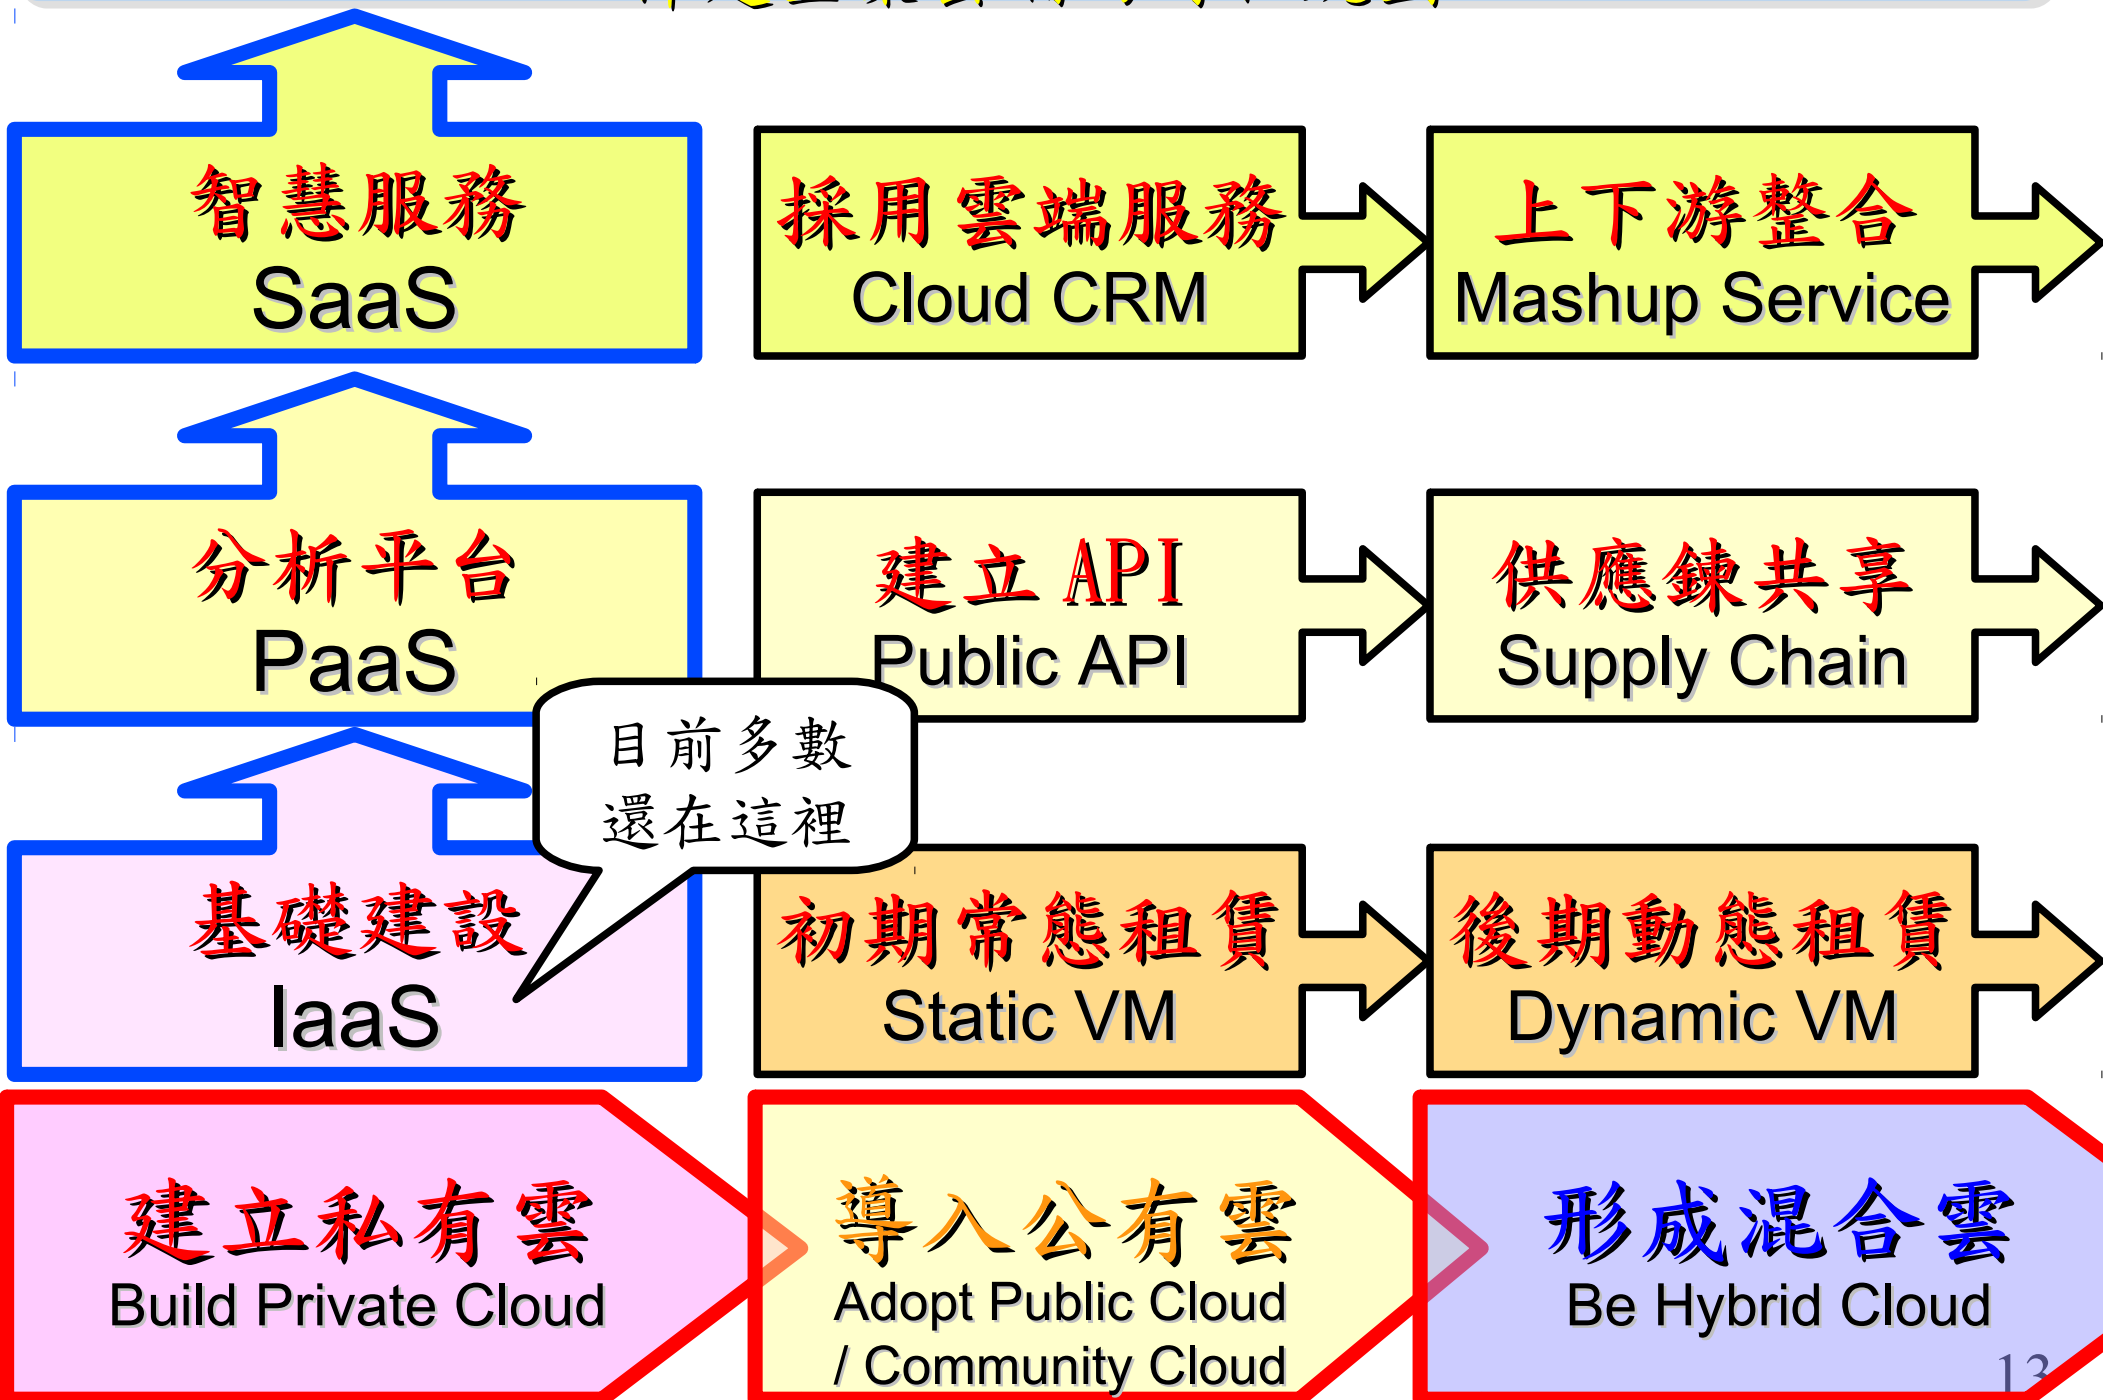 智慧服務
SaaS
採用雲端服務
Cloud CRM
上下游整合
Mashup Service
分析平台
PaaS
建立 API
Public API
供應鍊共享
Supply Chain
目前多數
還在這裡
基礎建設
IaaS
初期常態租賃
Static VM
後期動態租賃
Dynamic VM
建立私有雲
Build Private Cloud
導入公有雲
Adopt Public Cloud
/ Community Cloud
形成混合雲
Be Hybrid Cloud
13